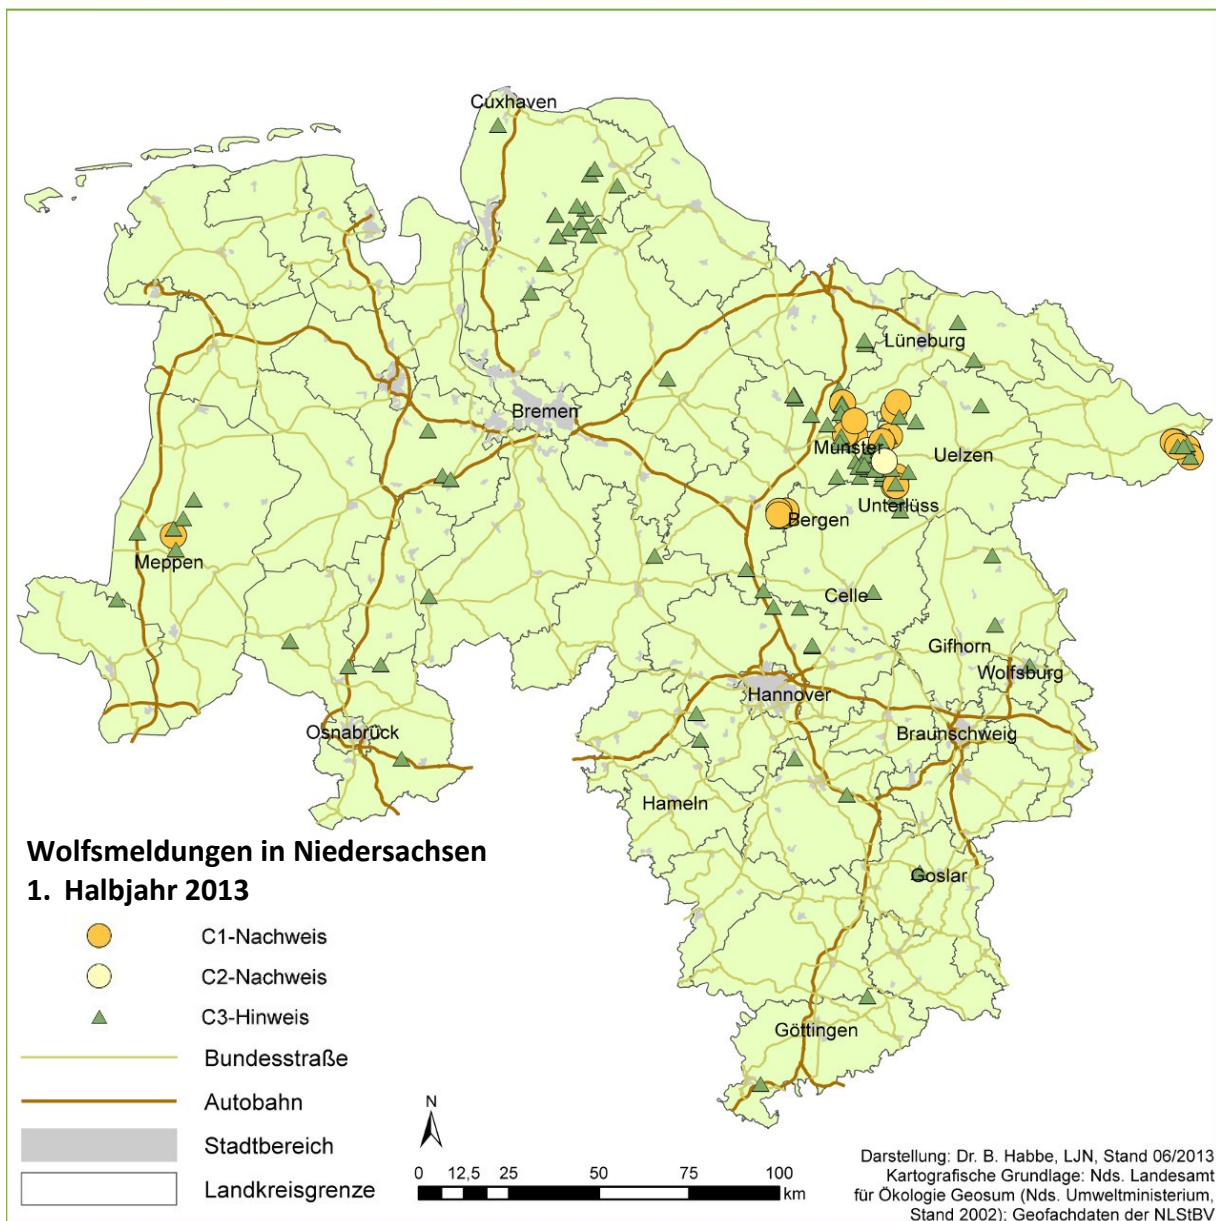 Cuxhaven
Lüneburg
Bremen
Munster
Uelzen
Unterlüss
Bergen
Meppen
Celle
Gifhorn
Wolfsburg
Hannover
Osnabrück
Braunschweig
Hameln
Wolfsmeldungen in Niedersachsen
1. Halbjahr 2013
Goslar
C1-Nachweis
C2-Nachweis
C3-Hinweis
Göttingen
Bundesstraße
Autobahn
Stadtbereich
Landkreisgrenze
N
0 12,5 25 50 75 100
km
Darstellung: Dr. B. Habbe, LJN, Stand 06/2013
Kartografische Grundlage: Nds. Landesamt
für Ökologie Geosum (Nds. Umweltministerium,
Stand 2002); Geofachdaten der NLStBV